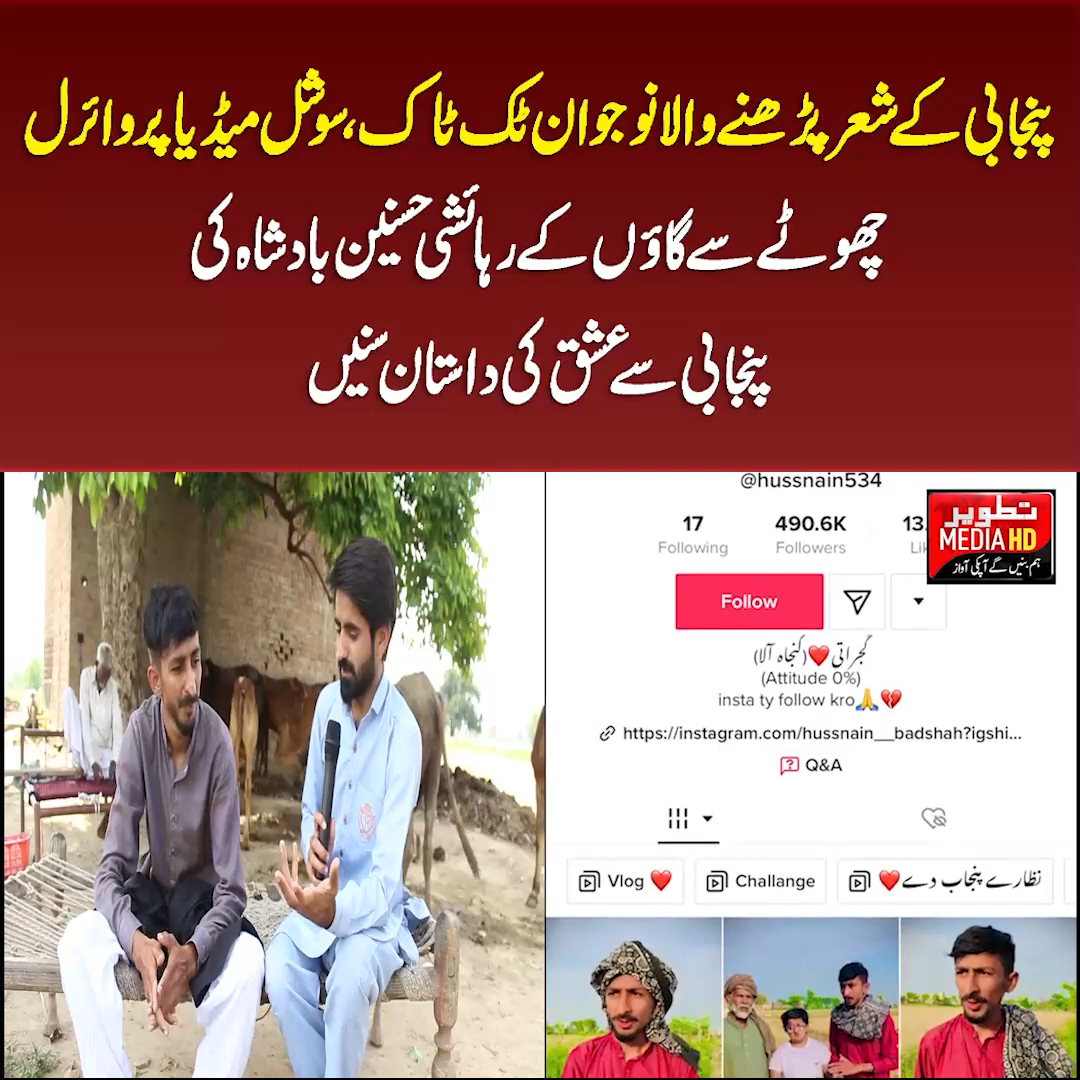 پنجابی کے شعر پڑھنے والا نوجوان ٹک ٹاک، سوشل میڈیا پر وائرل
چھوٹے سے گاؤں کے رہائشی حسنین بادشاہ کی
پنجابی سے عشق کی داستان سنیں
@hussnain534
17 490.6K 13.
Following Followers Lik
تطویر
MEDIA HD
ہم بنیں گے آپکی آواز
Follow
گجراتی❤️(کنجاہ آلا)
(Attitude 0%)
insta ty follow kro🙏💔
https://instagram.com/hussnain__badshah?igshi...
Q&A
Vlog ❤️ Challange نظارے پنجاب دے❤️